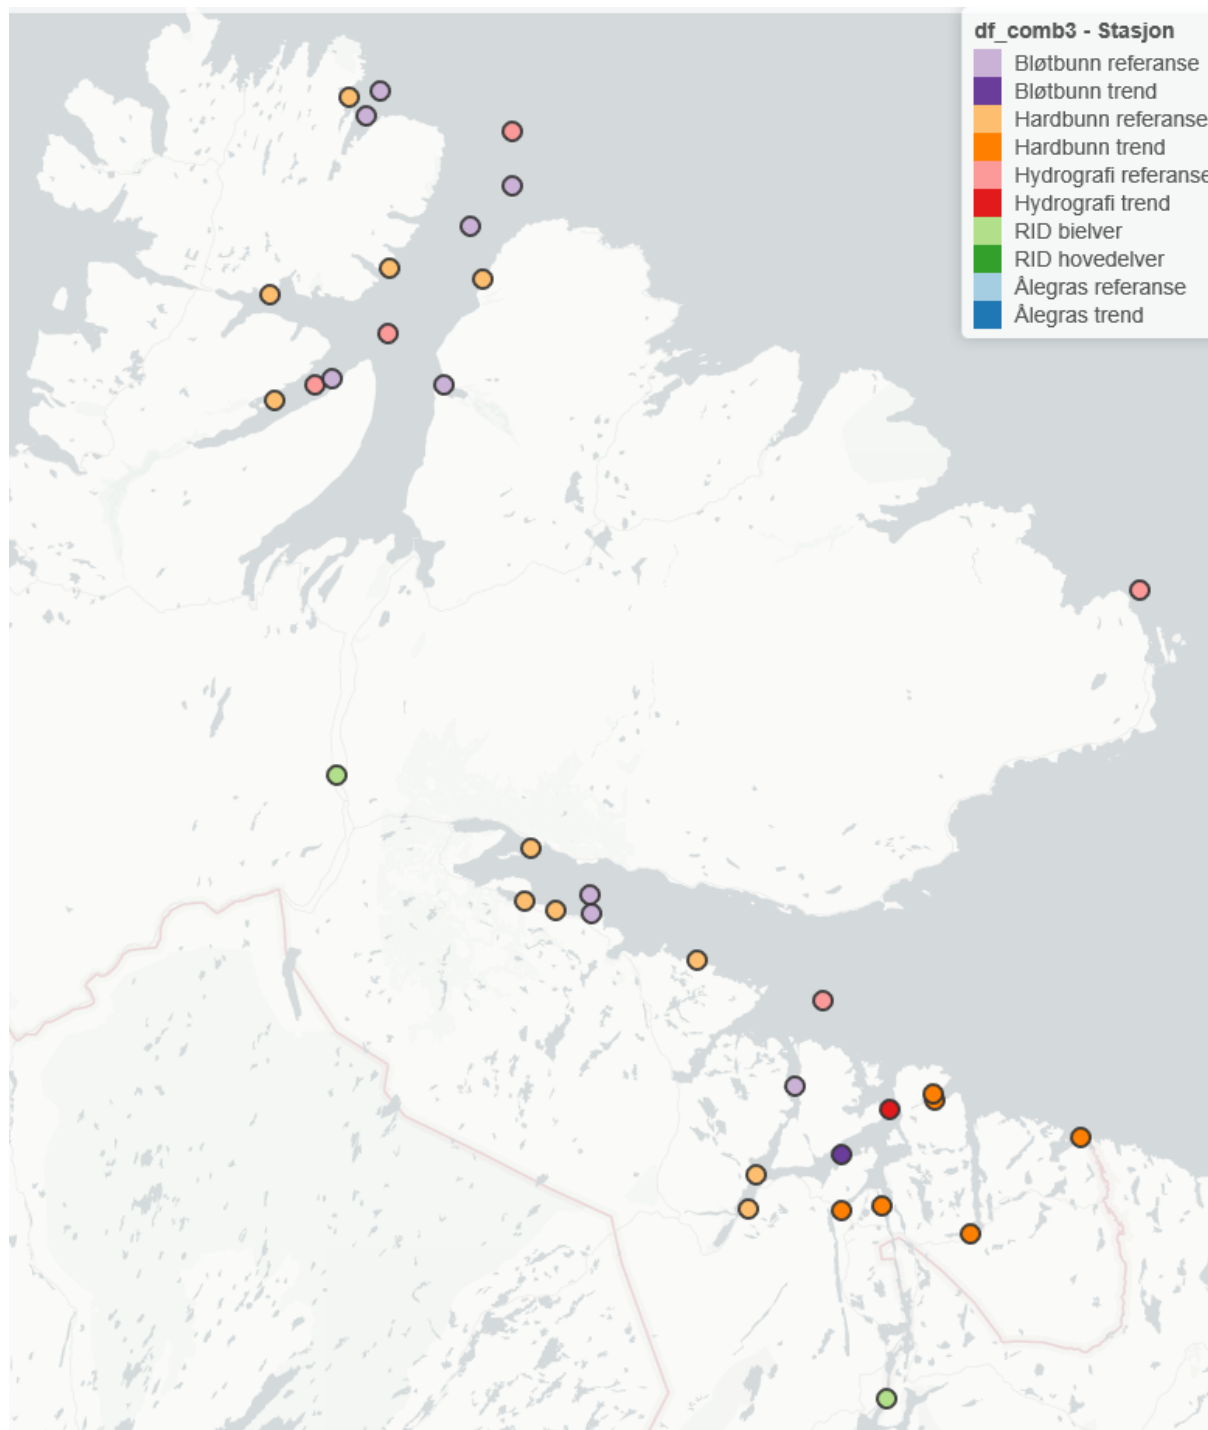 df_comb3 - Stasjon
Bløtbunn referanse
Bløtbunn trend
Hardbunn referanse
Hardbunn trend
Hydrografi referanse
Hydrografi trend
RID bielver
RID hovedelver
Ålegras referanse
Ålegras trend